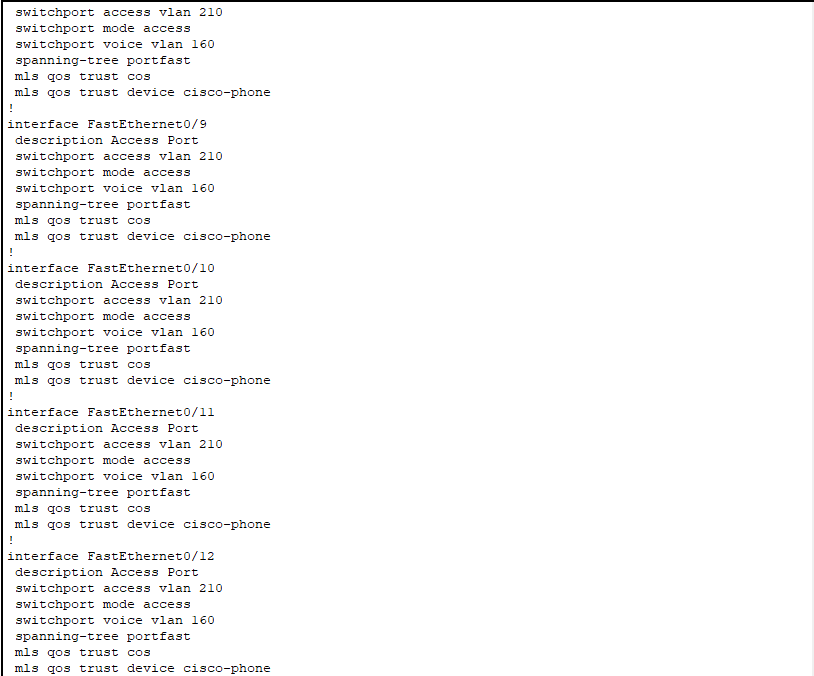 switchport access vlan 210
switchport mode access
switchport voice vlan 160
spanning-tree portfast
mls qos trust cos
mls qos trust device cisco-phone
!
interface FastEthernet0/9
description Access Port
switchport access vlan 210
switchport mode access
switchport voice vlan 160
spanning-tree portfast
mls qos trust cos
mls qos trust device cisco-phone
!
interface FastEthernet0/10
description Access Port
switchport access vlan 210
switchport mode access
switchport voice vlan 160
spanning-tree portfast
mls qos trust cos
mls qos trust device cisco-phone
!
interface FastEthernet0/11
description Access Port
switchport access vlan 210
switchport mode access
switchport voice vlan 160
spanning-tree portfast
mls qos trust cos
mls qos trust device cisco-phone
!
interface FastEthernet0/12
description Access Port
switchport access vlan 210
switchport mode access
switchport voice vlan 160
spanning-tree portfast
mls qos trust cos
mls qos trust device cisco-phone